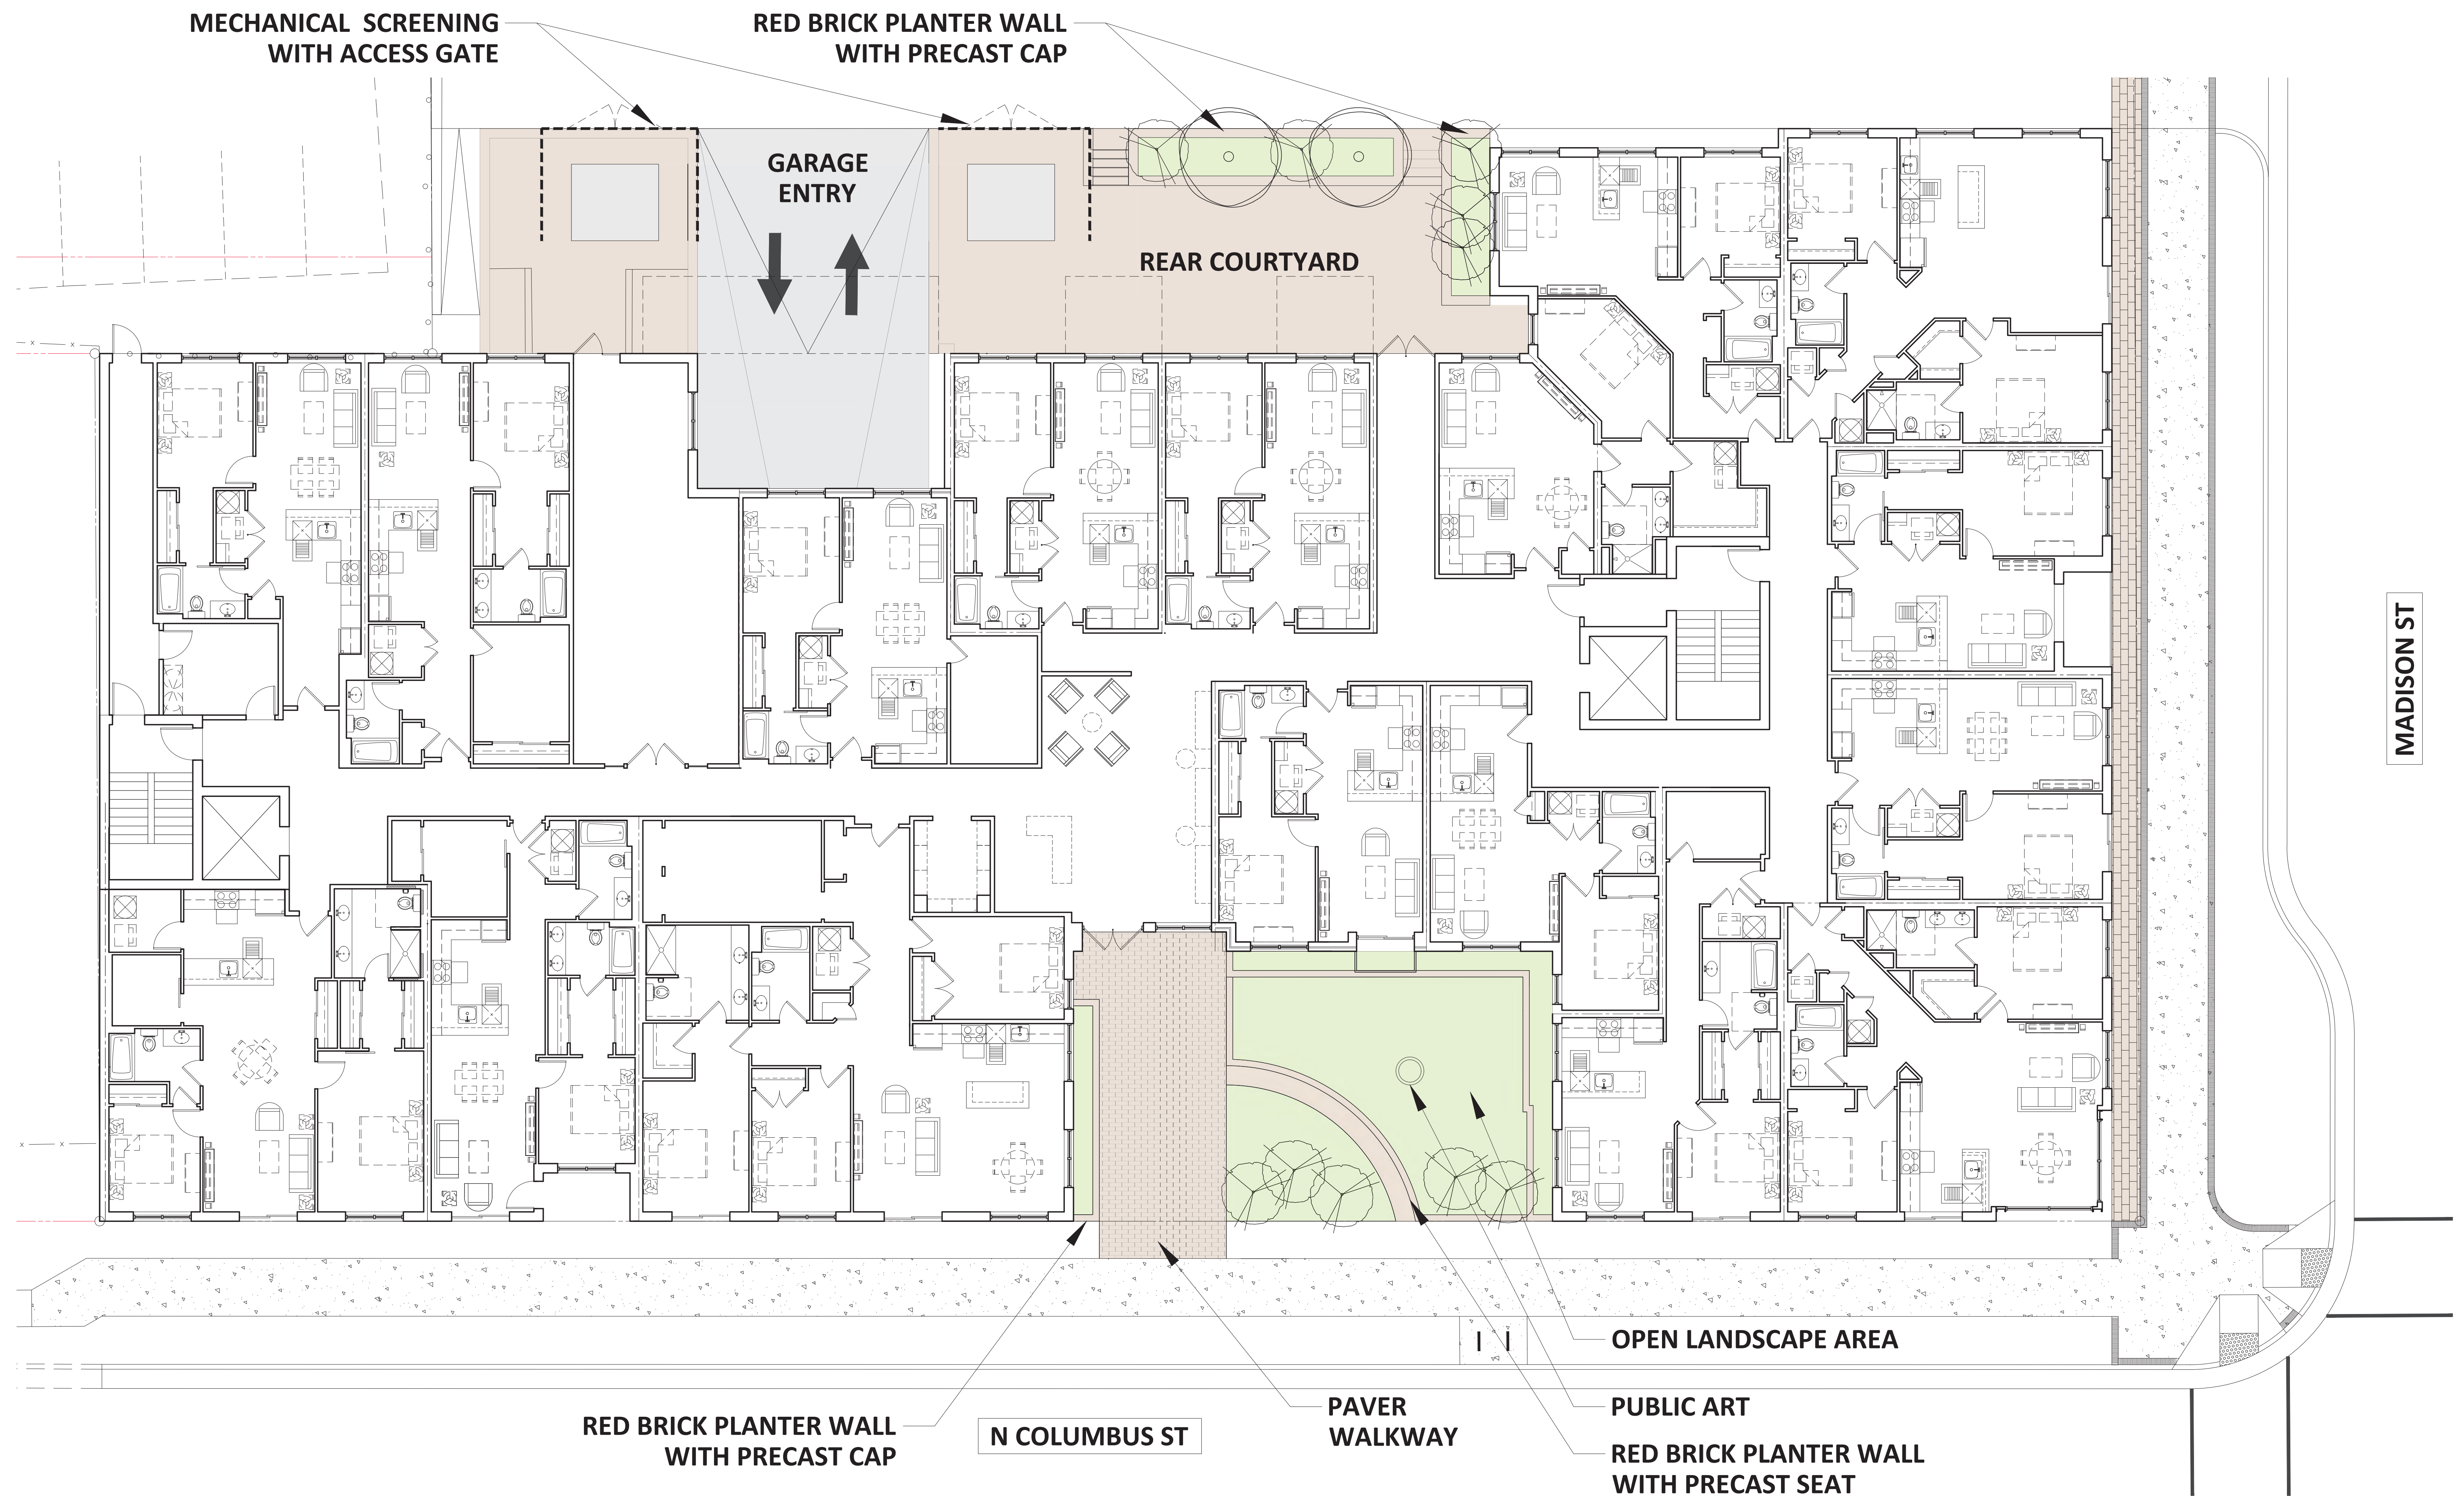 MECHANICAL SCREENING
WITH ACCESS GATE
RED BRICK PLANTER WALL
WITH PRECAST CAP
GARAGE
ENTRY
REAR COURTYARD
MADISON ST
OPEN LANDSCAPE AREA
PUBLIC ART
RED BRICK PLANTER WALL
WITH PRECAST SEAT
PAVER
WALKWAY
N COLUMBUS ST
RED BRICK PLANTER WALL
WITH PRECAST CAP